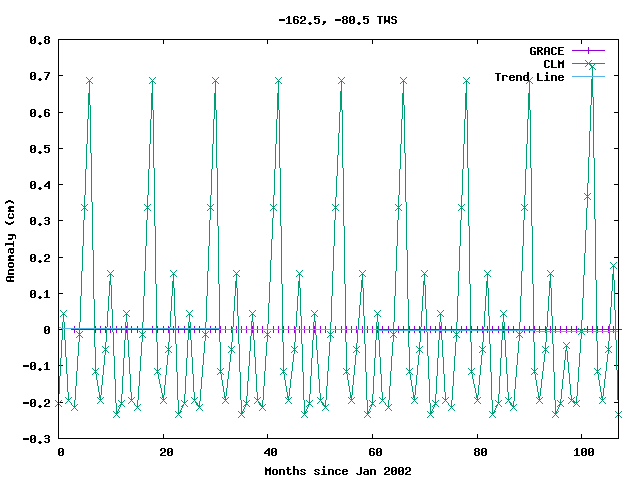 -162.5, -80.5 TWS
GRACE
CLM
Trend Line
0.8
0.7
0.6
0.5
0.4
0.3
0.2
0.1
0
-0.1
-0.2
-0.3
Anomaly (cm)
0 20 40 60 80 100
Months since Jan 2002